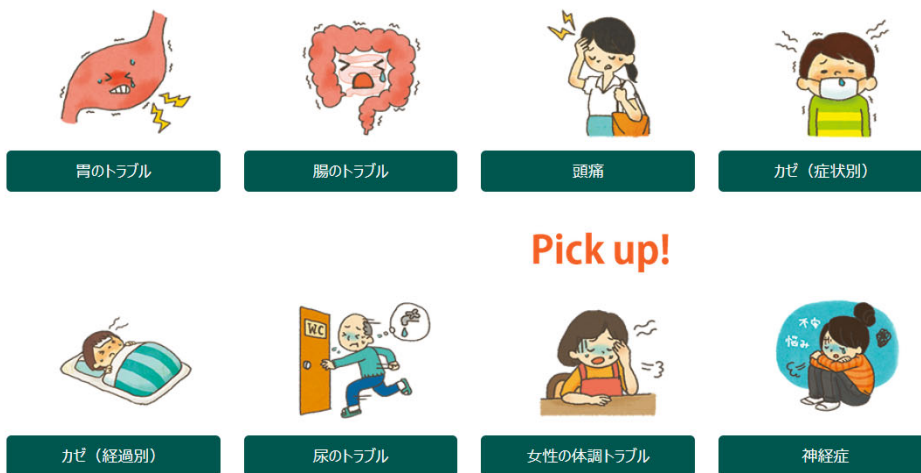 胃のトラブル
腸のトラブル
頭痛
カゼ（症状別）
Pick up!
WC
不安
悩み
カゼ（経過別）
尿のトラブル
女性の体調トラブル
神経症